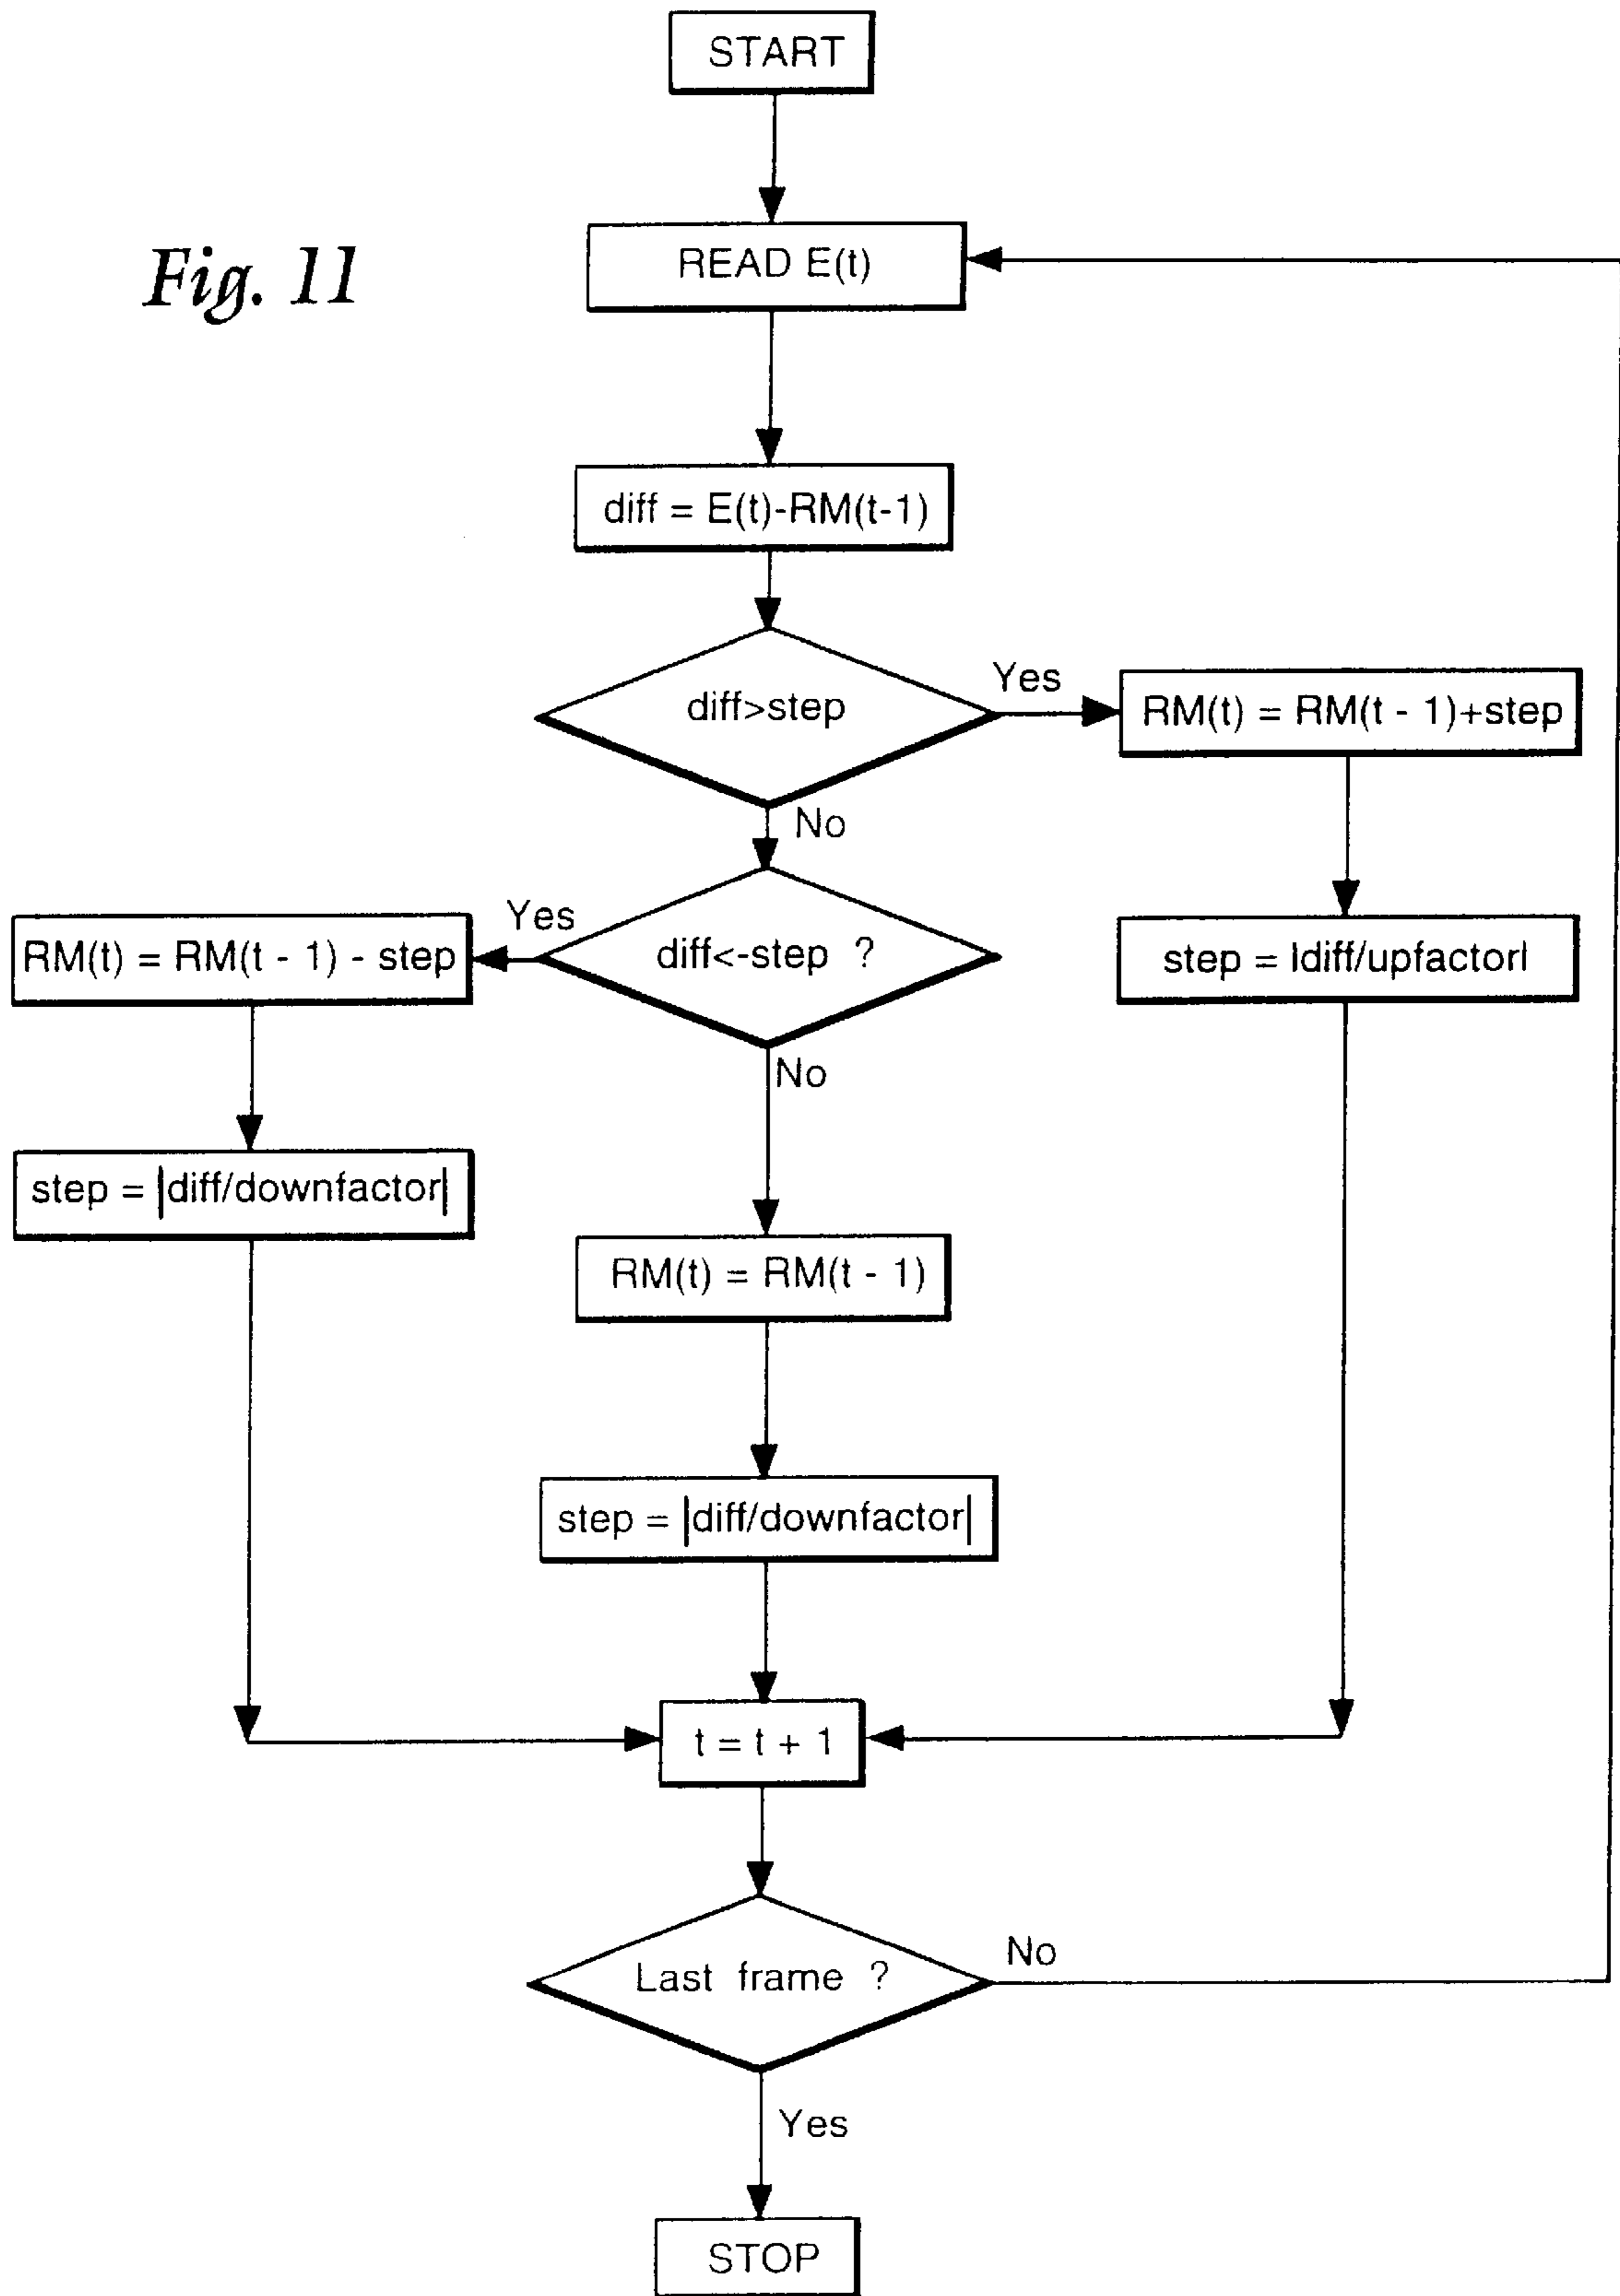 START
Fig. 11
READ E(t)
diff = E(t)-RM(t-1)
diff>step
Yes
RM(t) = RM(t - 1)+step
No
step = |diff/upfactor|
diff<-step ?
Yes
RM(t) = RM(t - 1) - step
No
step = |diff/downfactor|
RM(t) = RM(t - 1)
step = |diff/downfactor|
t = t + 1
Last frame ?
No
Yes
STOP